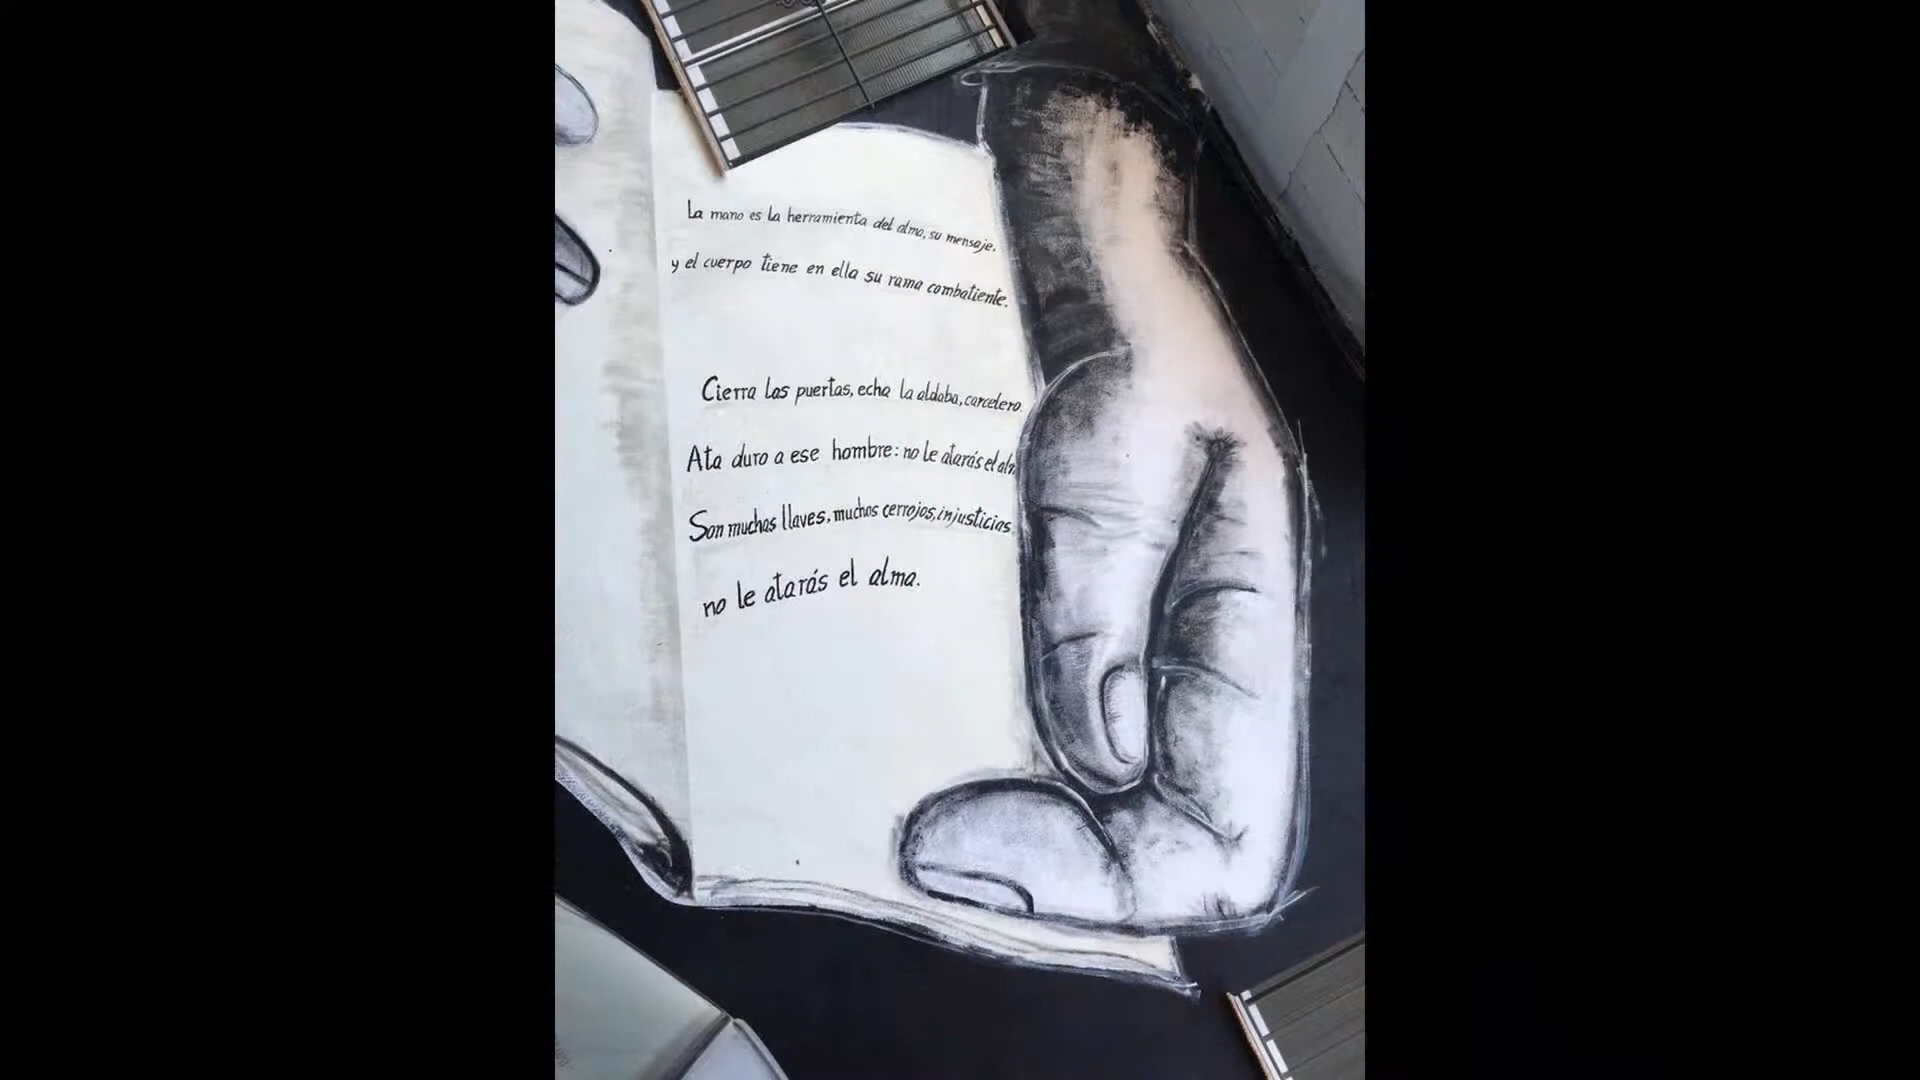 La mano es la herramienta del alma, su mensaje,
y el cuerpo tiene en ella su rama combatiente.
Cierra las puertas, echa la aldaba, carcelero.
Ata duro a ese hombre: no le atarás el
Son muchas llaves, muchos cerrojos, injusticias
no le atarás el alma.